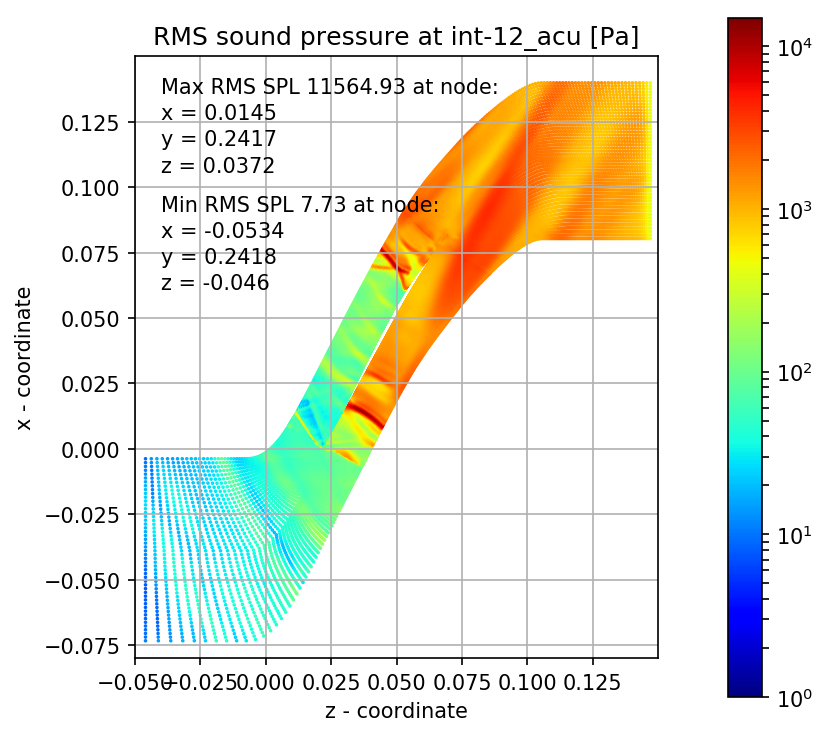 RMS sound pressure at int-12_acu [Pa]
Max RMS SPL 11564.93 at node:
x = 0.0145
y = 0.2417
z = 0.0372
Min RMS SPL 7.73 at node:
x = -0.0534
y = 0.2418
z = -0.046
x - coordinate
0.125
0.100
0.075
0.050
0.025
0.000
−0.025
−0.050
−0.075
−0.050 −0.025 0.000 0.025 0.050 0.075 0.100 0.125
z - coordinate
10⁴
10³
10²
10¹
10⁰